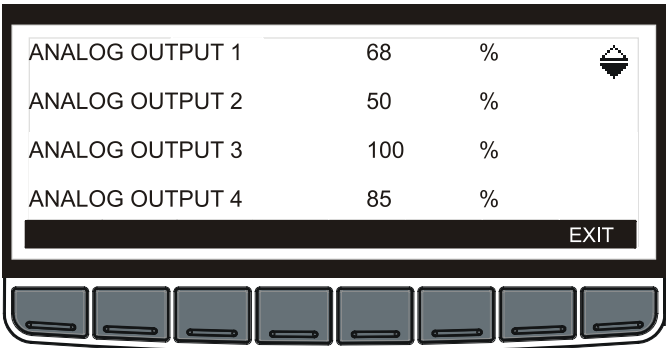 ANALOG OUTPUT 1 68 %
ANALOG OUTPUT 2 50 %
ANALOG OUTPUT 3 100 %
ANALOG OUTPUT 4 85 %
EXIT